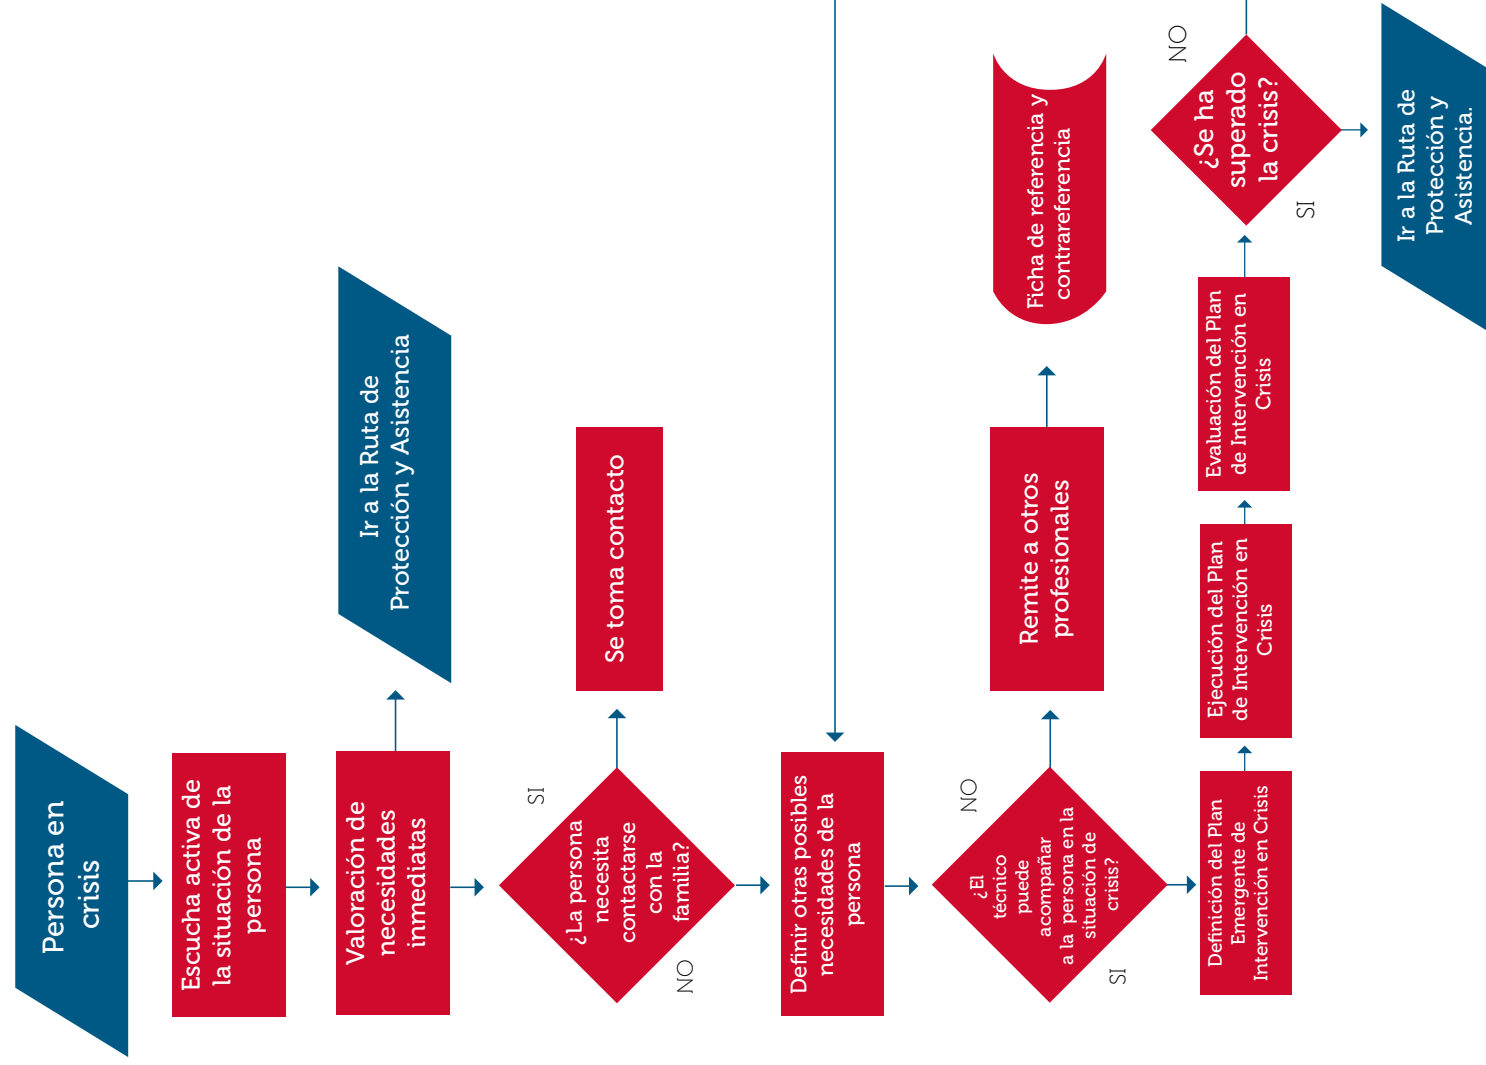 Persona en
crisis
Escucha activa de
la situación de la
persona
Valoración de
necesidades
inmediatas
Ir a la Ruta de
Protección y Asistencia
¿La persona
necesita
contactarse
con la
familia?
SI
NO
Se toma contacto
Definir otras posibles
necesidades de la
persona
¿El
técnico
puede
acompañar
a la persona en la
situación de
crisis?
NO
SI
Remite a otros
profesionales
Ficha de referencia y
contrareferencia
Definición del Plan
Emergente de
Intervención en Crisis
Ejecución del Plan
de Intervención en
Crisis
Evaluación del Plan
de Intervención en
Crisis
¿Se ha
superado
la crisis?
NO
SI
Ir a la Ruta de
Protección y
Asistencia.